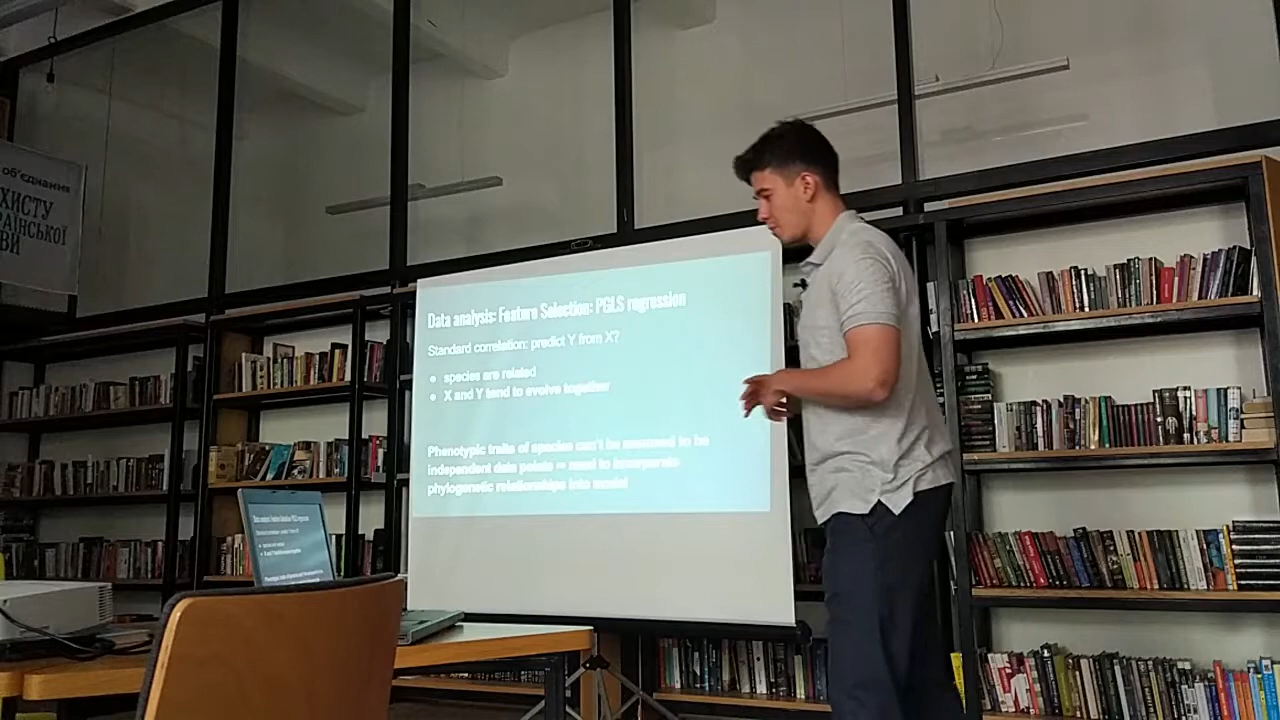 об'єднання
ХИСТУ
РАЇНСЬКОЇ
ВИ
Data analysis: Feature Selection: PGLS regression
Standard correlation: predict Y from X?
species are related
X and Y tend to evolve together
Phenotypic traits of species can't be assumed to be
independent data points – need to incorporate
phylogenetic relationships into model